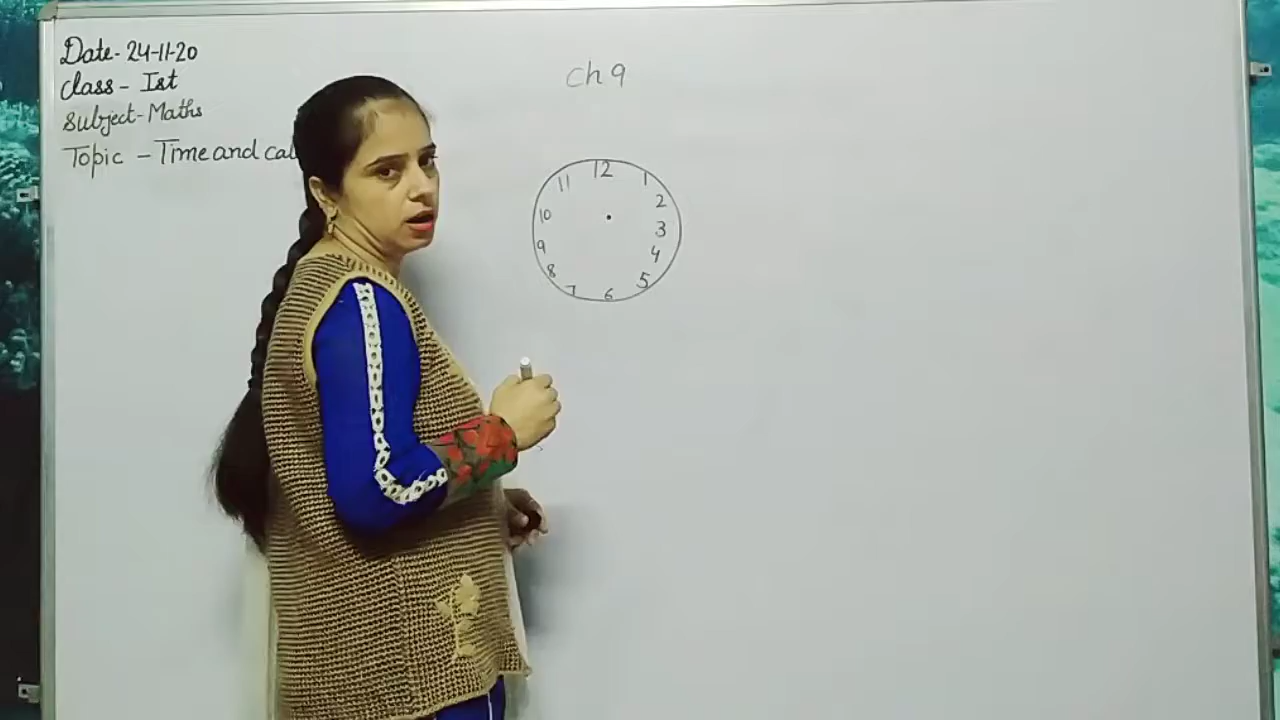 Date- 24-11-20
Class - Ist
Subject-Maths
Topic - Time and cal
Ch 9
12
11 1
10 2
9 3
8 4
7 5
6